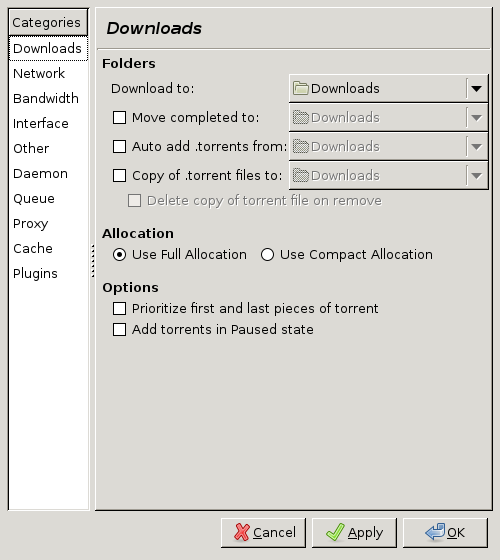 Categories
Downloads
Network
Bandwidth
Interface
Other
Daemon
Queue
Proxy
Cache
Plugins
Downloads
Folders
Download to: Downloads
Move completed to: Downloads
Auto add .torrents from: Downloads
Copy of .torrent files to: Downloads
Delete copy of torrent file on remove
Allocation
Use Full Allocation Use Compact Allocation
Options
Prioritize first and last pieces of torrent
Add torrents in Paused state
Cancel Apply OK